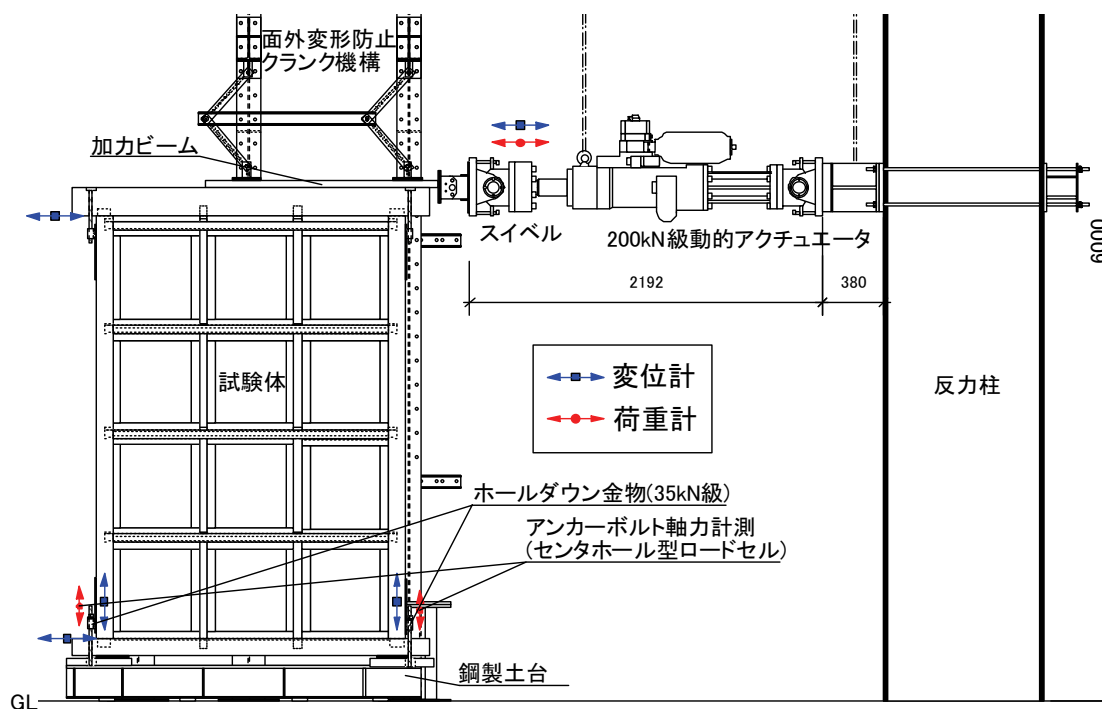 面外変形防止
クランク機構
加力ビーム
スイベル
200kN級動的アクチュエータ
6000
2192
380
試験体
変位計
荷重計
反力柱
ホールダウン金物(35kN級)
アンカーボルト軸力計測
(センタホール型ロードセル)
鋼製土台
GL